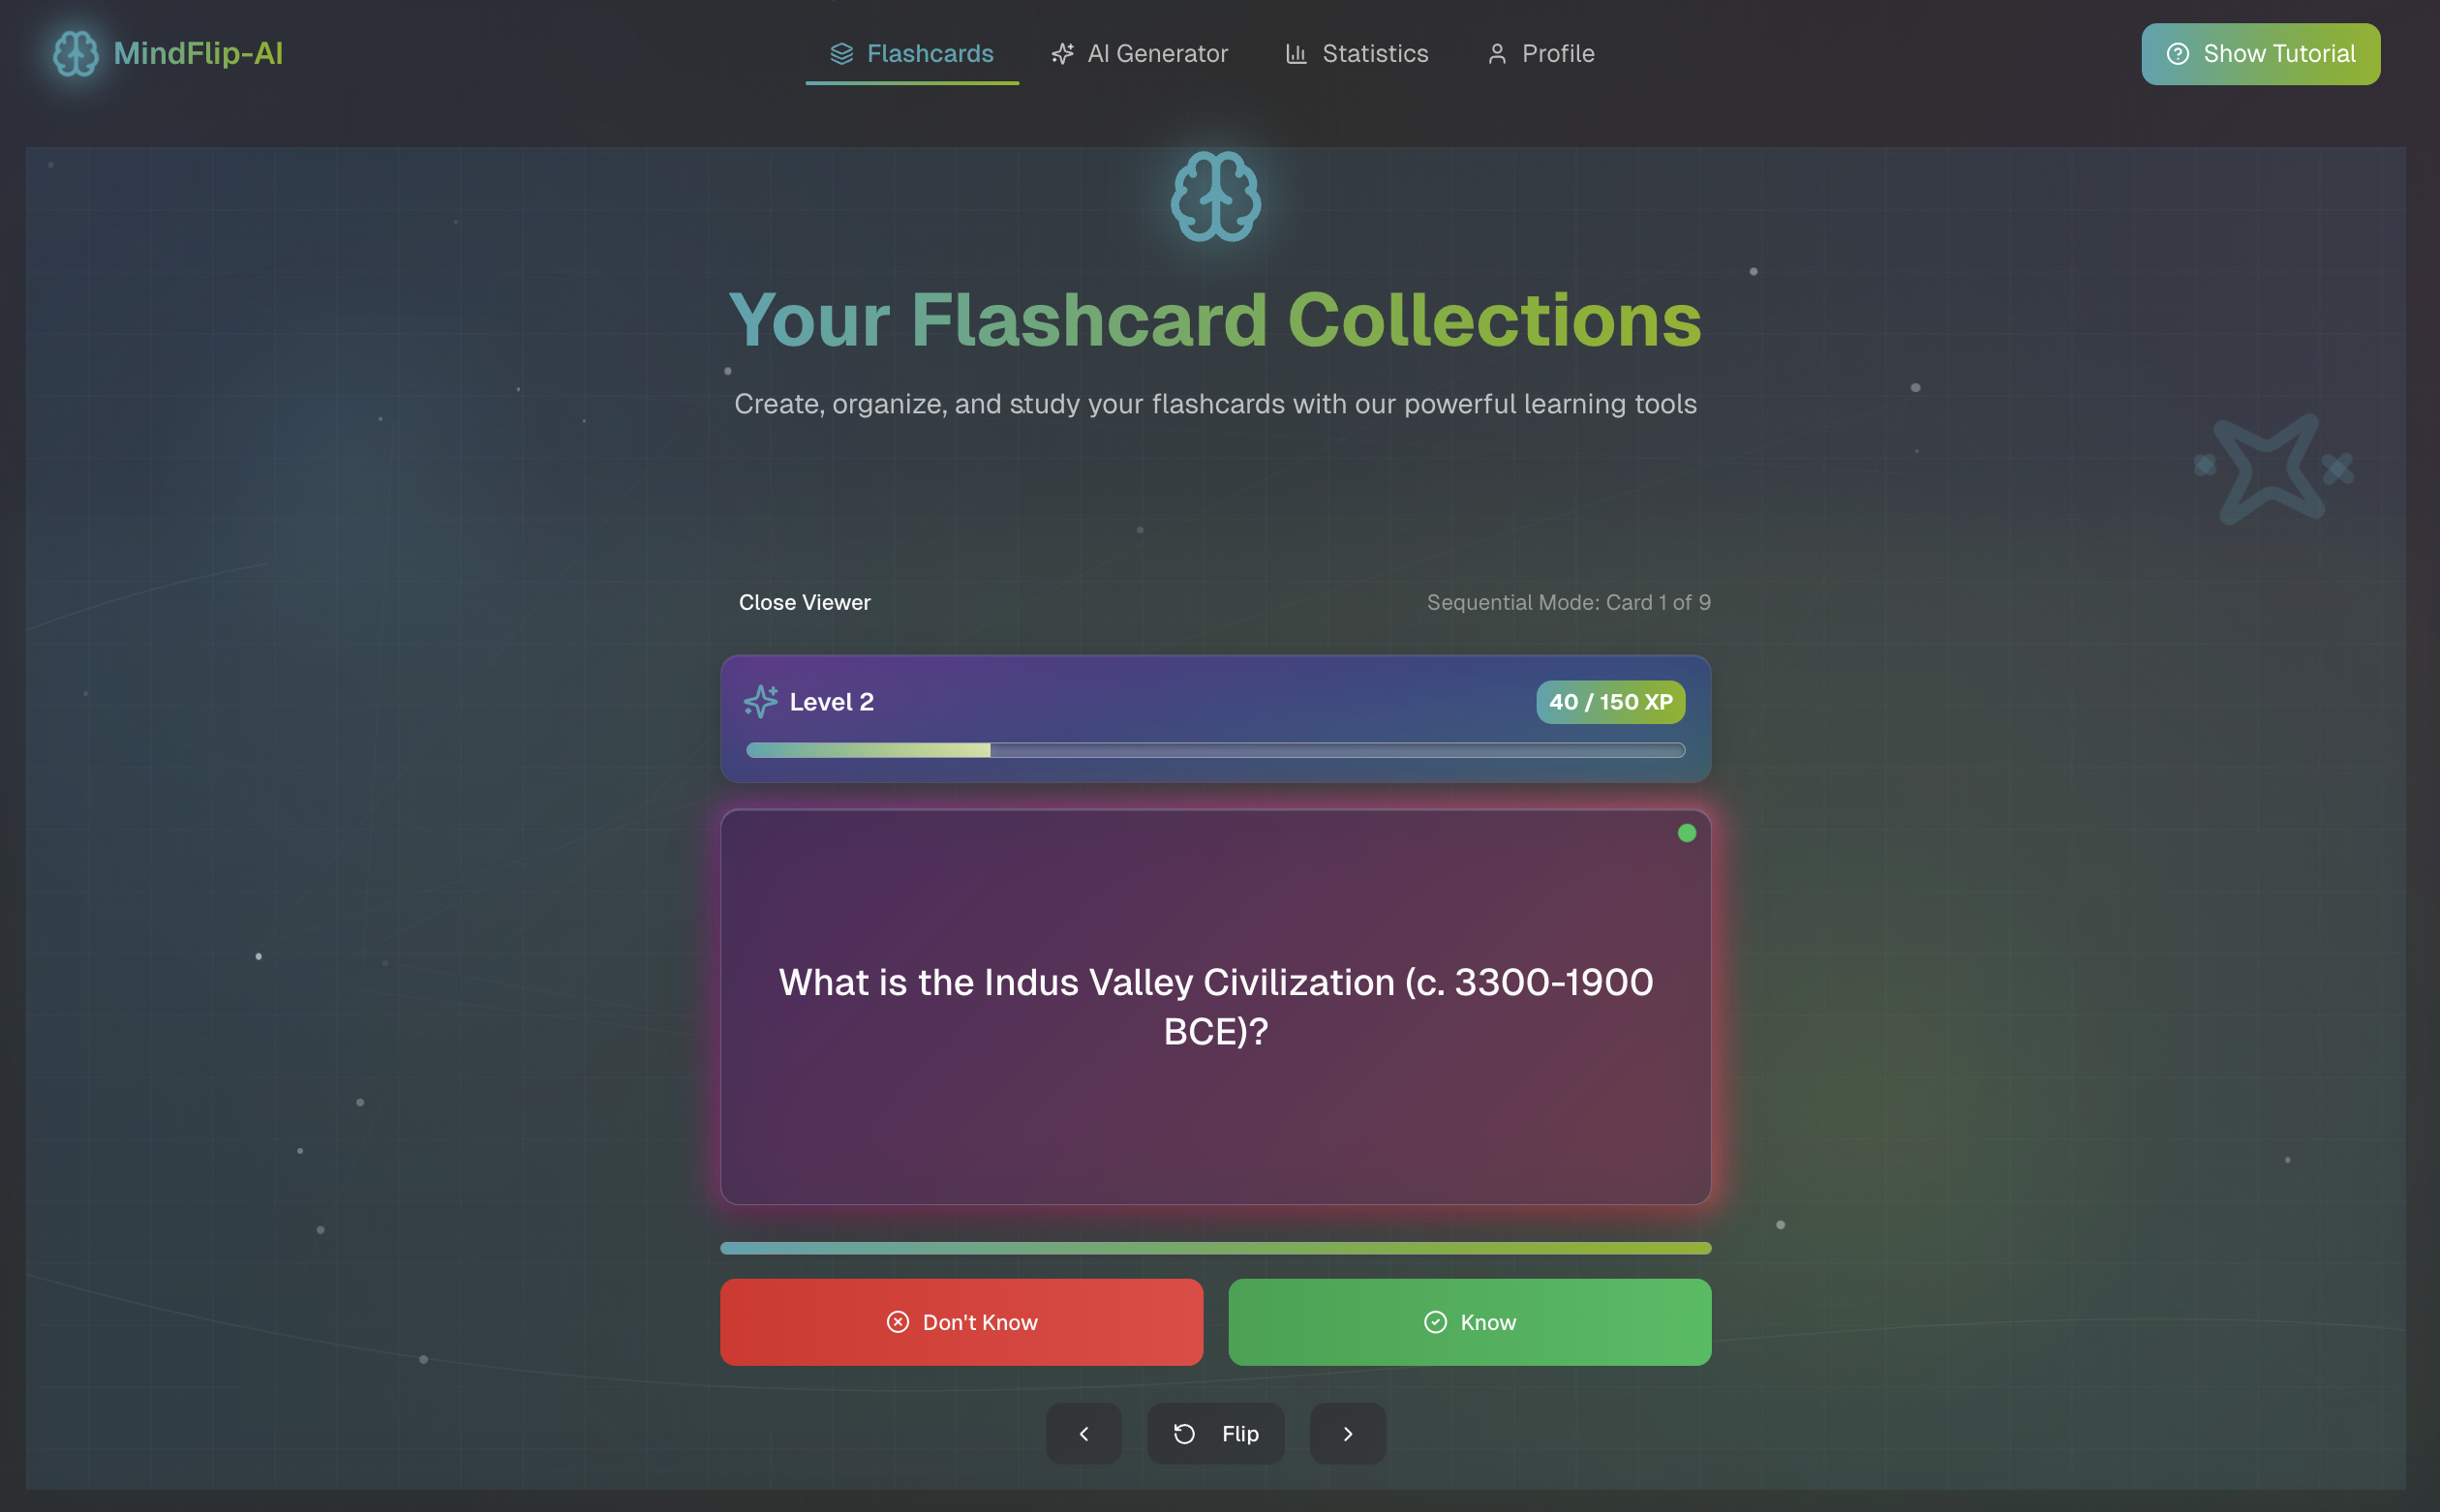 MindFlip-AI
Flashcards
AI Generator
Statistics
Profile
Show Tutorial
Your Flashcard Collections
Create, organize, and study your flashcards with our powerful learning tools
Close Viewer
Sequential Mode: Card 1 of 9
Level 2
40 / 150 XP
What is the Indus Valley Civilization (c. 3300-1900
BCE)?
Don't Know
Know
Flip